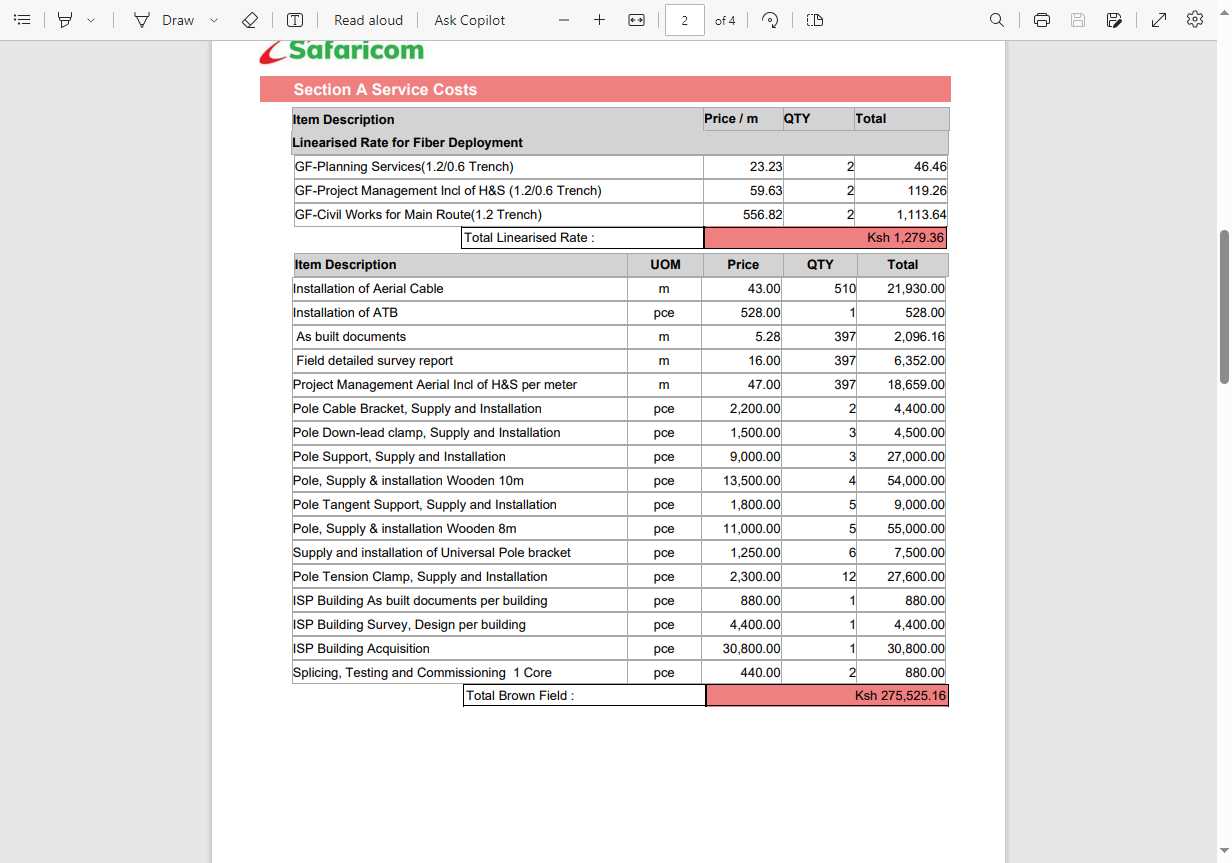 Draw
Read aloud
Ask Copilot
2 of 4
Safaricom
Section A Service Costs
Item Description Price / m QTY Total
Linearised Rate for Fiber Deployment
GF-Planning Services(1.2/0.6 Trench) 23.23 2 46.46
GF-Project Management Incl of H&S (1.2/0.6 Trench) 59.63 2 119.26
GF-Civil Works for Main Route(1.2 Trench) 556.82 2 1,113.64
Total Linearised Rate : Ksh 1,279.36
Item Description UOM Price QTY Total
Installation of Aerial Cable m 43.00 510 21,930.00
Installation of ATB pce 528.00 1 528.00
As built documents m 5.28 397 2,096.16
Field detailed survey report m 16.00 397 6,352.00
Project Management Aerial Incl of H&S per meter m 47.00 397 18,659.00
Pole Cable Bracket, Supply and Installation pce 2,200.00 2 4,400.00
Pole Down-lead clamp, Supply and Installation pce 1,500.00 3 4,500.00
Pole Support, Supply and Installation pce 9,000.00 3 27,000.00
Pole, Supply & installation Wooden 10m pce 13,500.00 4 54,000.00
Pole Tangent Support, Supply and Installation pce 1,800.00 5 9,000.00
Pole, Supply & installation Wooden 8m pce 11,000.00 5 55,000.00
Supply and installation of Universal Pole bracket pce 1,250.00 6 7,500.00
Pole Tension Clamp, Supply and Installation pce 2,300.00 12 27,600.00
ISP Building As built documents per building pce 880.00 1 880.00
ISP Building Survey, Design per building pce 4,400.00 1 4,400.00
ISP Building Acquisition pce 30,800.00 1 30,800.00
Splicing, Testing and Commissioning 1 Core pce 440.00 2 880.00
Total Brown Field : Ksh 275,525.16